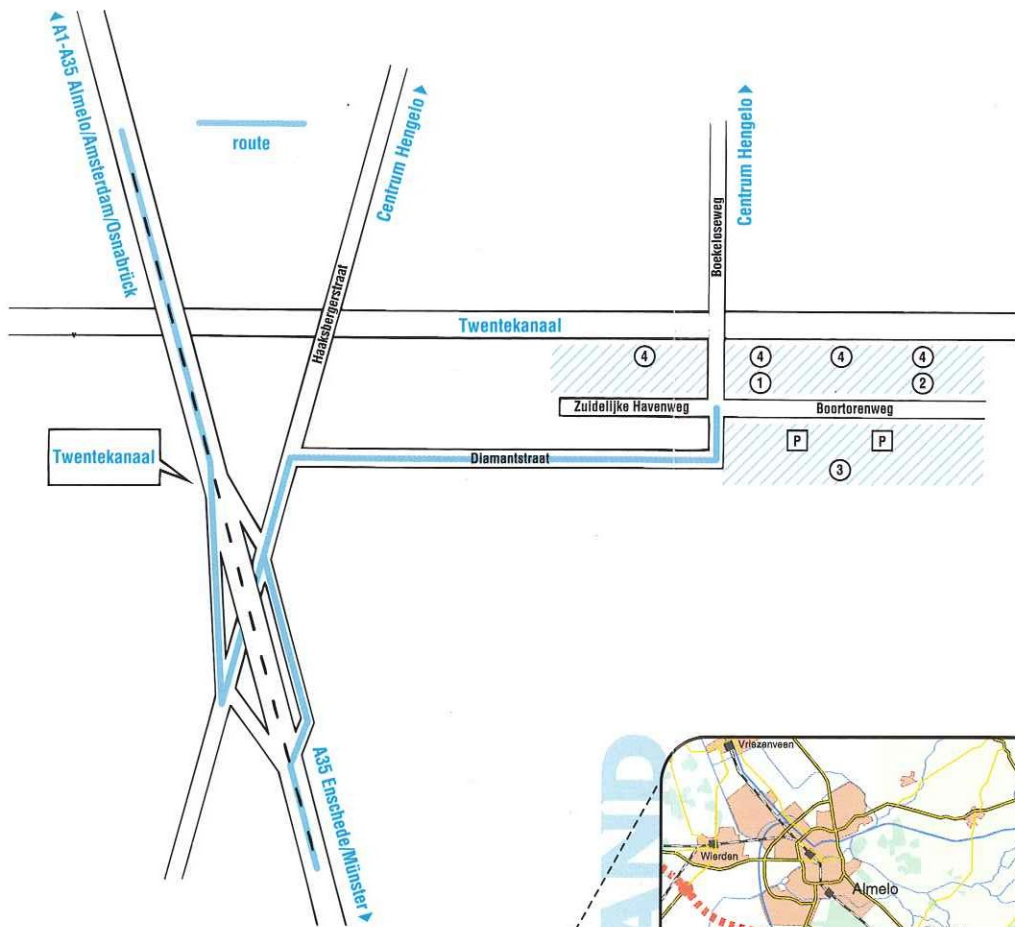 ◄ A1-A35 Almelo/Amsterdam/Osnabrück
route
Centrum Hengelo ►
Haaksbergerstraat
Centrum Hengelo ►
Boekeloseweg
Twentekanaal
4
4
4
4
1
2
Zuidelijke Havenweg
Boortorenweg
P
P
Diamantstraat
3
Twentekanaal
A35 Enschede/Münster ►
AND
Vriezenveen
Wierden
Almelo